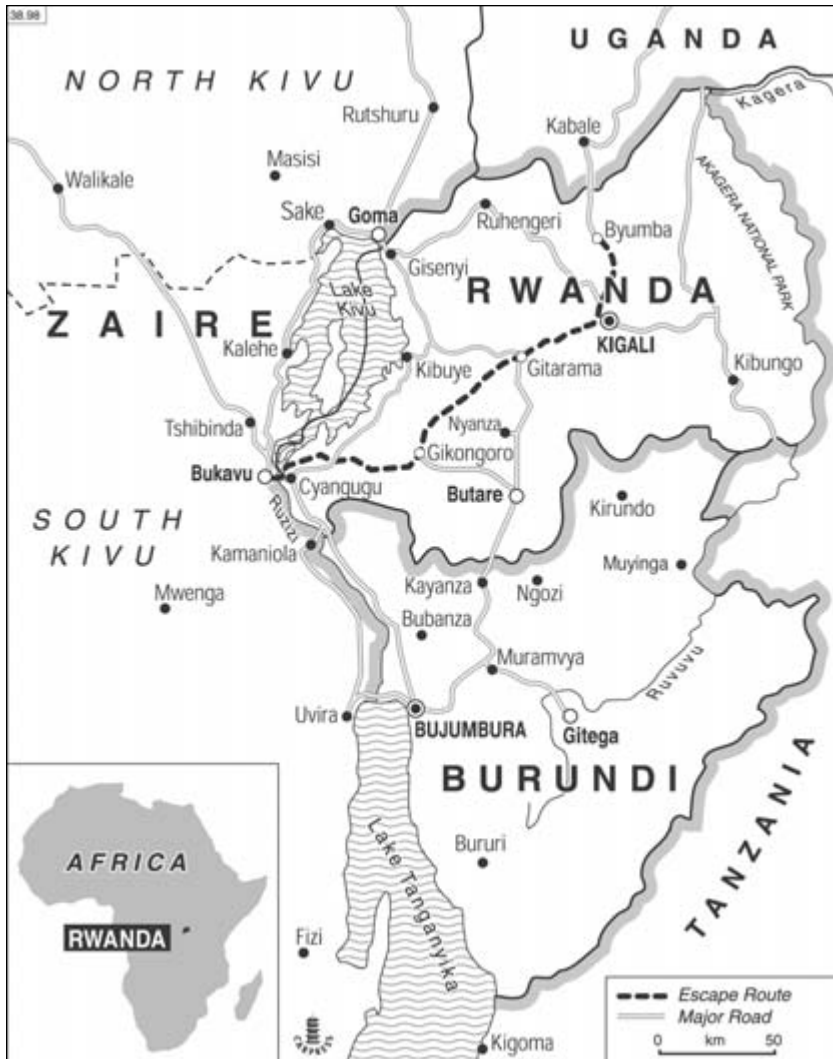 38.98
UGANDA
NORTH KIVU
Kagera
Rutshuru
Kabale
Masisi
Walikale
AKAGERA NATIONAL PARK
Sake
Goma
Ruhengeri
Byumba
Gisenyi
RWANDA
Lake
Kivu
ZAIRE
KIGALI
Kalehe
Kibuye
Gitarama
Kibungo
Tshibinda
Nyanza
Gikongoro
Bukavu
Cyangugu
Butare
Kirundo
Ruzizi
SOUTH
KIVU
Kamaniola
Muyinga
Kayanza
Ngozi
Mwenga
Bubanza
Muramvya
Ruvuvu
Uvira
BUJUMBURA
Gitega
BURUNDI
TANZANIA
Lake Tanganyika
Bururi
AFRICA
RWANDA
Fizi
Escape Route
Major Road
0 km 50
CARPRESS
Kigoma